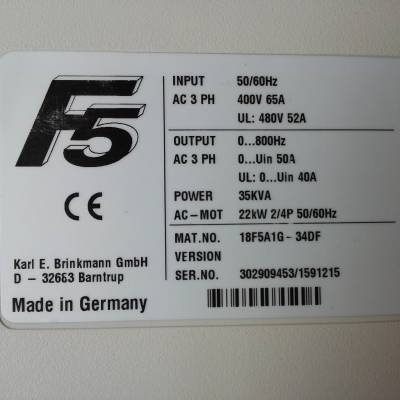 F5
CE
Karl E. Brinkmann GmbH
D - 32683 Barntrup
Made in Germany
INPUT 50/60Hz
AC 3 PH 400V 65A
UL: 480V 52A
OUTPUT 0...800Hz
AC 3 PH 0...Uin 50A
UL: 0...Uin 40A
POWER 35KVA
AC-MOT 22kW 2/4P 50/60Hz
MAT.NO. 18F5A1G-34DF
VERSION
SER.NO. 302909453/1591215